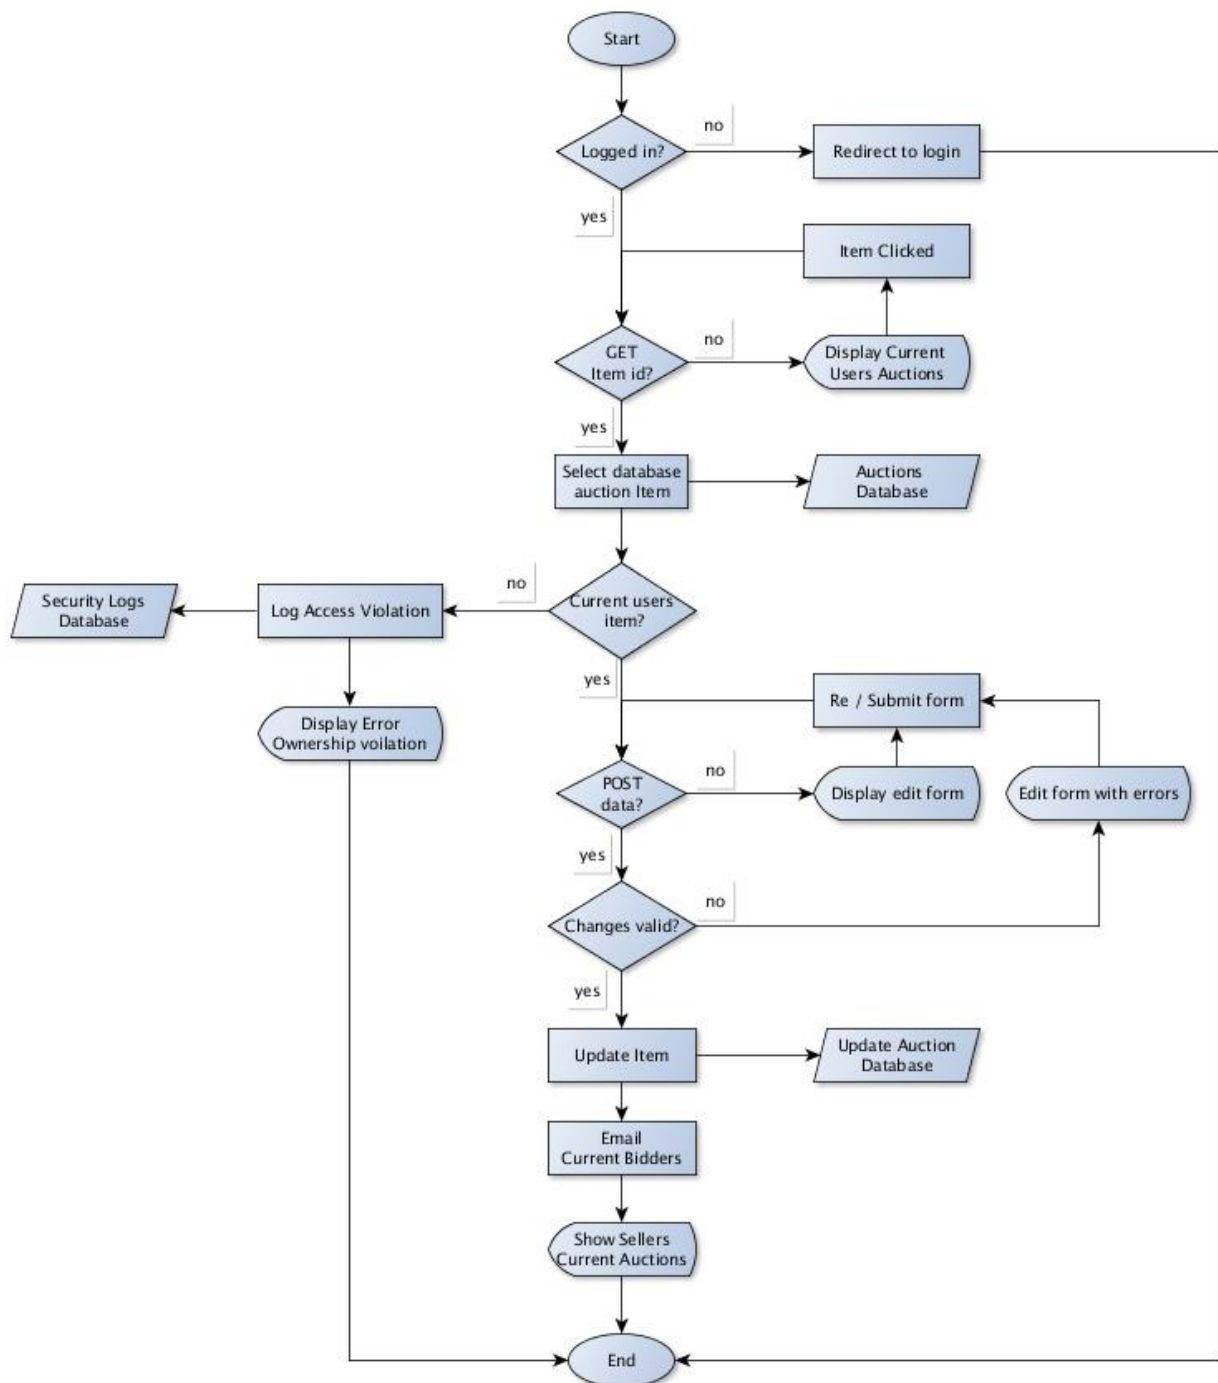 Start
no
Logged in?
Redirect to login
yes
Item Clicked
no
GET
Item id?
Display Current
Users Auctions
yes
Select database
auction Item
Auctions
Database
no
Security Logs
Database
Log Access Violation
Current users
item?
yes
Re / Submit form
Display Error
Ownership voilation
no
POST
data?
Display edit form
Edit form with errors
yes
no
Changes valid?
yes
Update Item
Update Auction
Database
Email
Current Bidders
Show Sellers
Current Auctions
End